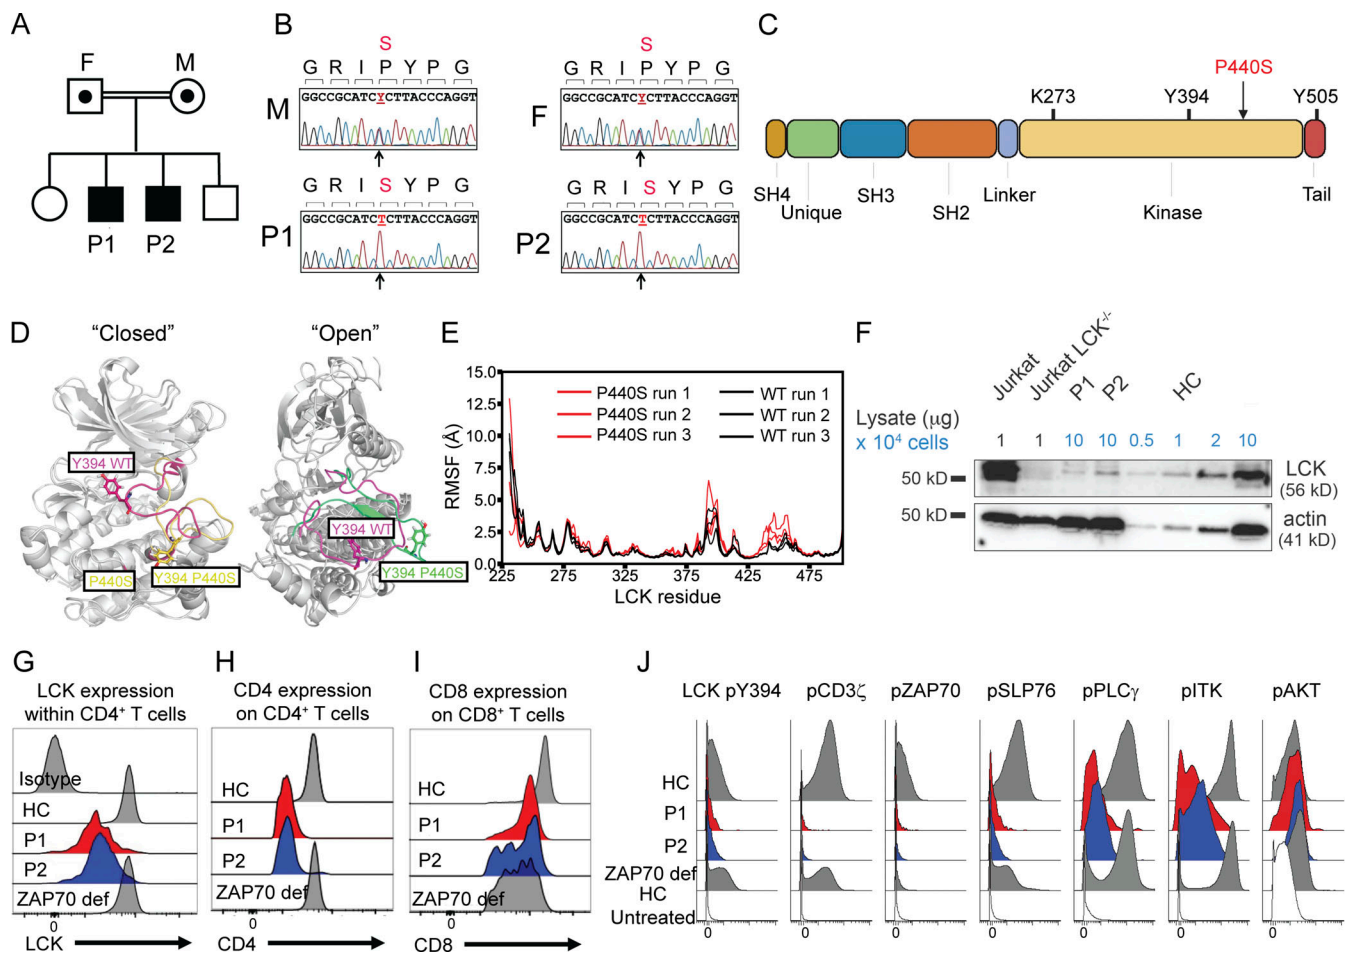 A
F
M
P1
P2
B
S
G R I P Y P G
M
GGCCGCATCYCTTACCCAGGT
S
G R I P Y P G
F
GGCCGCATCYCTTACCCAGGT
G R I S Y P G
P1
GGCCGCATCTCTTACCCAGGT
G R I S Y P G
P2
GGCCGCATCTCTTACCCAGGT
C
P440S
K273
Y394
Y505
SH4
Unique
SH3
SH2
Linker
Kinase
Tail
D
“Closed”
“Open”
Y394 WT
P440S
Y394 P440S
Y394 WT
Y394 P440S
E
15.0
12.5
10.0
7.5
5.0
2.5
0.0
RMSF (Å)
P440S run 1
P440S run 2
P440S run 3
WT run 1
WT run 2
WT run 3
225 275 325 375 425 475
LCK residue
F
Jurkat
Jurkat LCK-/-
P1
P2
HC
Lysate (µg)
x 10⁴ cells
1 1 10 10 0.5 1 2 10
50 kD
LCK
(56 kD)
50 kD
actin
(41 kD)
G
LCK expression
within CD4⁺ T cells
Isotype
HC
P1
P2
ZAP70 def
0
LCK
H
CD4 expression
on CD4⁺ T cells
HC
P1
P2
ZAP70 def
0
CD4
I
CD8 expression
on CD8⁺ T cells
HC
P1
P2
ZAP70 def
0
CD8
J
LCK pY394 pCD3ζ pZAP70 pSLP76 pPLCγ pITK pAKT
HC
P1
P2
ZAP70 def
HC
Untreated
0 0 0 0 0 0 0